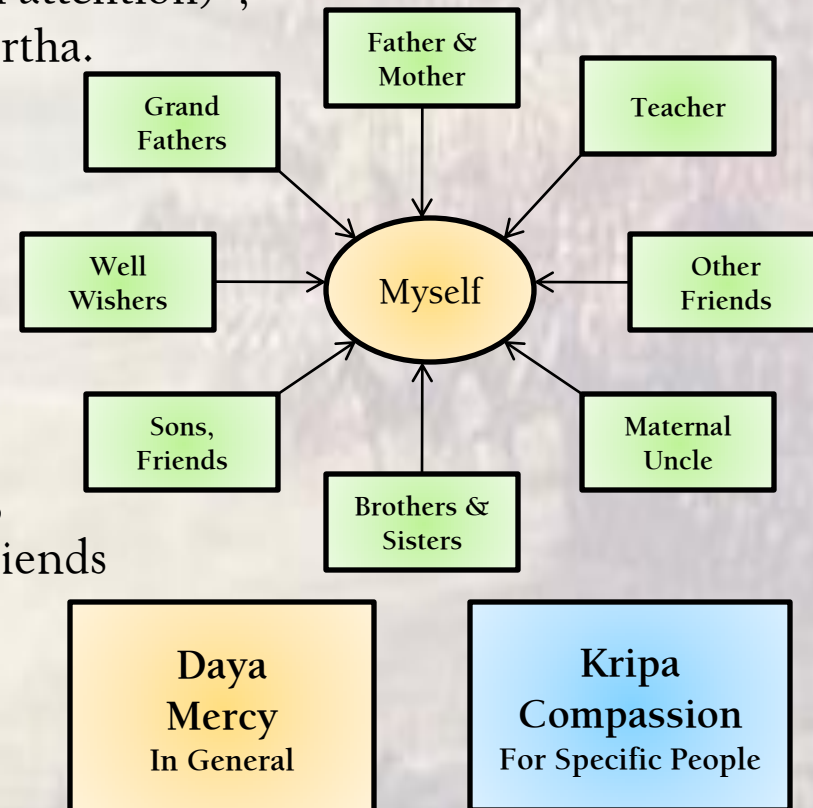 rtha.
Father &
Mother
Grand
Fathers
Teacher
Well
Wishers
Myself
Other
Friends
Sons,
Friends
Maternal
Uncle
Brothers &
Sisters
iends
Daya
Mercy
In General
Kripa
Compassion
For Specific People